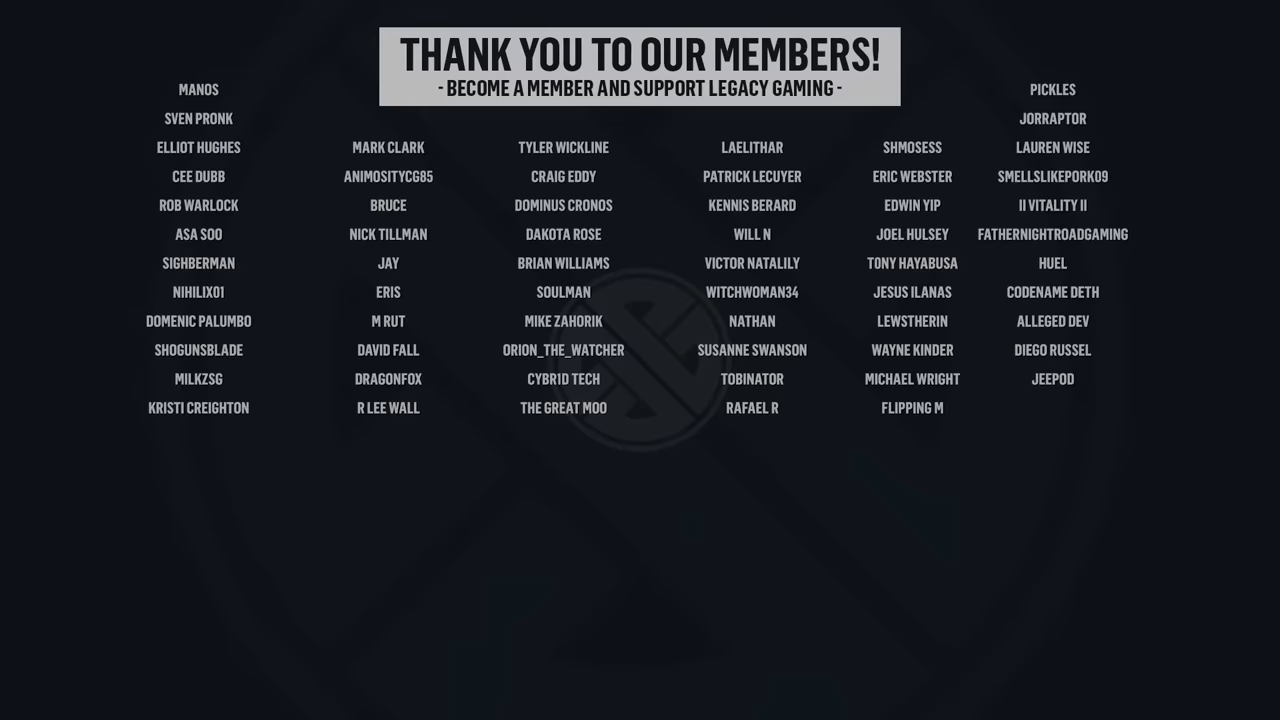 THANK YOU TO OUR MEMBERS!
- BECOME A MEMBER AND SUPPORT LEGACY GAMING -
MANOS
SVEN PRONK
ELLIOT HUGHES
CEE DUBB
ROB WARLOCK
ASA SOO
SIGHBERMAN
NIHILIX01
DOMENIC PALUMBO
SHOGUNSBLADE
MILKZSG
KRISTI CREIGHTON
MARK CLARK
ANIMOSITYCG85
BRUCE
NICK TILLMAN
JAY
ERIS
M RUT
DAVID FALL
DRAGONFOX
R LEE WALL
TYLER WICKLINE
CRAIG EDDY
DOMINUS CRONOS
DAKOTA ROSE
BRIAN WILLIAMS
SOULMAN
MIKE ZAHORIK
ORION_THE_WATCHER
CYBR1D TECH
THE GREAT MOO
LAELITHAR
PATRICK LECUYER
KENNIS BERARD
WILL N
VICTOR NATALILY
WITCHWOMAN34
NATHAN
SUSANNE SWANSON
TOBINATOR
RAFAEL R
SHMOSESS
ERIC WEBSTER
EDWIN YIP
JOEL HULSEY
TONY HAYABUSA
JESUS ILANAS
LEWSTHERIN
WAYNE KINDER
MICHAEL WRIGHT
FLIPPING M
PICKLES
JORRAPTOR
LAUREN WISE
SMELLSLIKEPORK09
II VITALITY II
FATHERNIGHTROADGAMING
HUEL
CODENAME DETH
ALLEGED DEV
DIEGO RUSSEL
JEEPOD